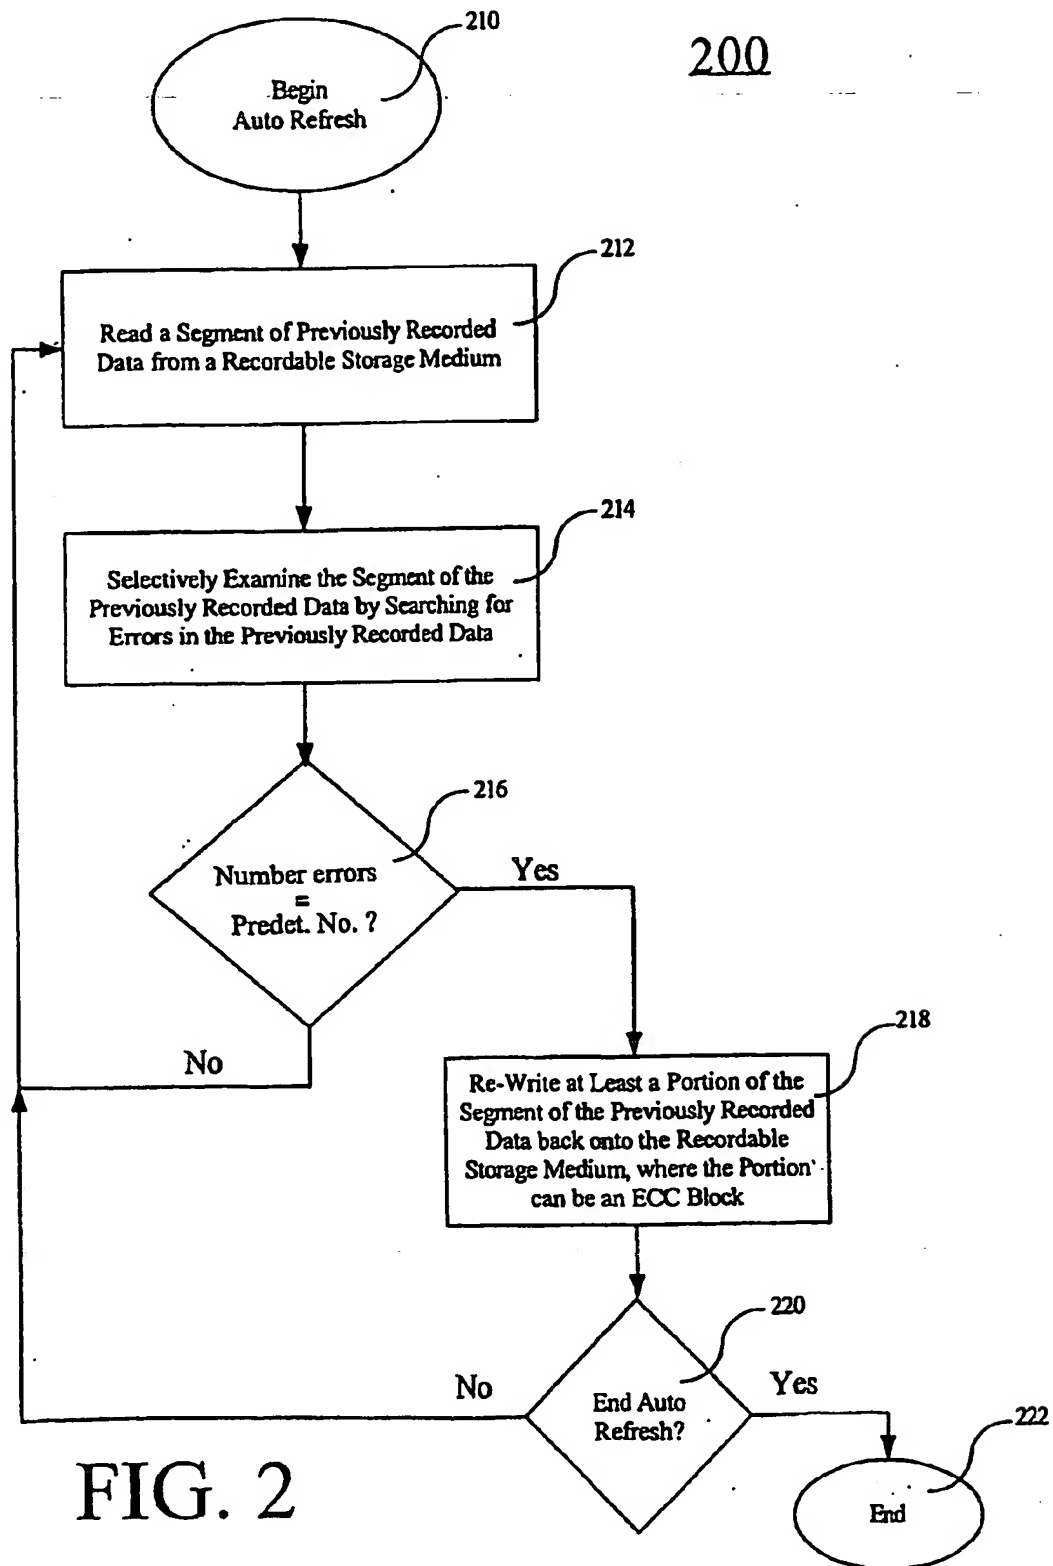 210
200
Begin
Auto Refresh
212
Read a Segment of Previously Recorded
Data from a Recordable Storage Medium
214
Selectively Examine the Segment of the
Previously Recorded Data by Searching for
Errors in the Previously Recorded Data
216
Number errors
=
Predet. No. ?
Yes
No
218
Re-Write at Least a Portion of the
Segment of the Previously Recorded
Data back onto the Recordable
Storage Medium, where the Portion
can be an ECC Block
220
End Auto
Refresh?
No
Yes
222
End
FIG. 2